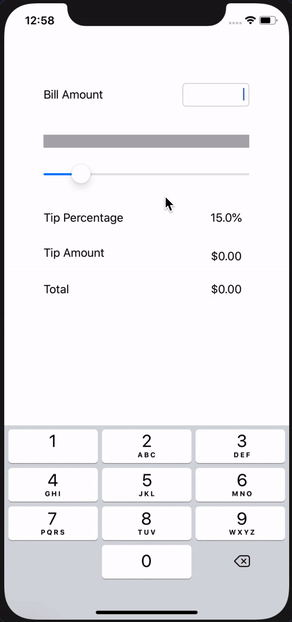 12:58
Bill Amount
Tip Percentage 15.0%
Tip Amount $0.00
Total $0.00
1 2 ABC 3 DEF
4 GHI 5 JKL 6 MNO
7 PQRS 8 TUV 9 WXYZ
0